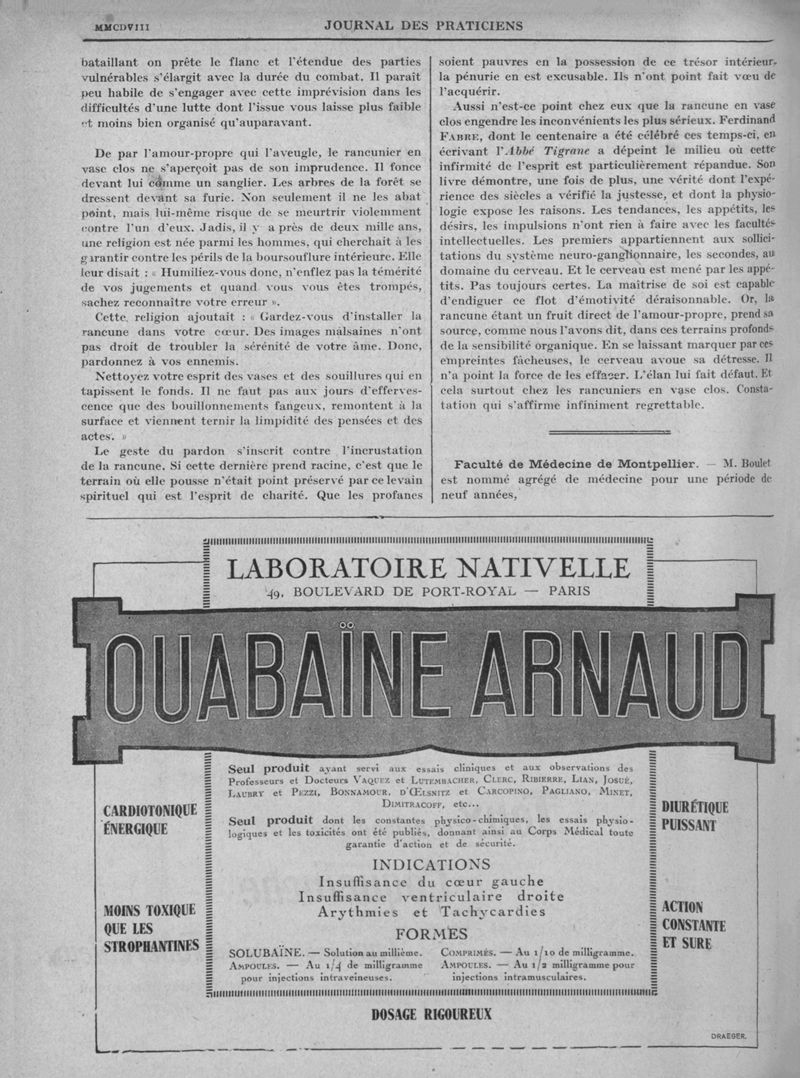 MMCDVIII
JOURNAL DES PRATICIENS
bataillant on prête le flanc et l'étendue des parties
vulnérables s'élargit avec la durée du combat. Il paraît
peu habile de s'engager avec cette imprévision dans les
difficultés d'une lutte dont l'issue vous laisse plus faible
et moins bien organisé qu'auparavant.
De par l'amour-propre qui l'aveugle, le rancunier en
vase clos ne s'aperçoit pas de son imprudence. Il fonce
devant lui comme un sanglier. Les arbres de la forêt se
dressent devant sa furie. Non seulement il ne les abat
point, mais lui-même risque de se meurtrir violemment
contre l'un d'eux. Jadis, il y a près de deux mille ans,
une religion est née parmi les hommes, qui cherchait à les
garantir contre les périls de la boursouflure intérieure. Elle
leur disait : « Humiliez-vous donc, n'enflez pas la témérité
de vos jugements et quand vous vous êtes trompés,
sachez reconnaître votre erreur ».
Cette religion ajoutait : « Gardez-vous d'installer la
rancune dans votre cœur. Des images malsaines n'ont
pas droit de troubler la sérénité de votre âme. Donc,
pardonnez à vos ennemis.
Nettoyez votre esprit des vases et des souillures qui en
tapissent le fonds. Il ne faut pas aux jours d'efferves-
cence que des bouillonnements fangeux, remontent à la
surface et viennent ternir la limpidité des pensées et des
actes. »
Le geste du pardon s'inscrit contre l'incrustation
de la rancune. Si cette dernière prend racine, c'est que le
terrain où elle pousse n'était point préservé par ce levain
spirituel qui est l'esprit de charité. Que les profanes
soient pauvres en la possession de ce trésor intérieur,
la pénurie en est excusable. Ils n'ont point fait vœu de
l'acquérir.
Aussi n'est-ce point chez eux que la rancune en vase
clos engendre les inconvénients les plus sérieux. Ferdinand
FABRE, dont le centenaire a été célébré ces temps-ci, en
écrivant l'Abbé Tigrane a dépeint le milieu où cette
infirmité de l'esprit est particulièrement répandue. Son
livre démontre, une fois de plus, une vérité dont l'expé-
rience des siècles a vérifié la justesse, et dont la physio-
logie expose les raisons. Les tendances, les appétits, les
désirs, les impulsions n'ont rien à faire avec les facultés
intellectuelles. Les premiers appartiennent aux sollici-
tations du système neuro-ganglionnaire, les secondes, au
domaine du cerveau. Et le cerveau est mené par les appé-
tits. Pas toujours certes. La maîtrise de soi est capable
d'endiguer ce flot d'émotivité déraisonnable. Or, la
rancune étant un fruit direct de l'amour-propre, prend sa
source, comme nous l'avons dit, dans ces terrains profonds
de la sensibilité organique. En se laissant marquer par ces
empreintes fâcheuses, le cerveau avoue sa détresse. Il
n'a point la force de les effacer. L'élan lui fait défaut. Et
cela surtout chez les rancuniers en vase clos. Consta-
tation qui s'affirme infiniment regrettable.
Faculté de Médecine de Montpellier. — M. Boulet
est nommé agrégé de médecine pour une période de
neuf années,
LABORATOIRE NATIVELLE
49, BOULEVARD DE PORT-ROYAL — PARIS
OUABAÏNE ARNAUD
CARDIOTONIQUE
ÉNERGIQUE
MOINS TOXIQUE
QUE LES
STROPHANTINES
Seul produit ayant servi aux essais cliniques et aux observations des
Professeurs et Docteurs VAQUEZ et LUTEMBACHER, CLERC, RIBIERRE, LIAN, JOSUÉ,
LAUBRY et PEZZI, BONNAMOUR, D'ŒLSNITZ et CARCOPINO, PAGLIANO, MINET,
DIMITRACOFF, etc...
Seul produit dont les constantes physico-chimiques, les essais physio-
logiques et les toxicités ont été publiés, donnant ainsi au Corps Médical toute
garantie d'action et de sécurité.
INDICATIONS
Insuffisance du cœur gauche
Insuffisance ventriculaire droite
Arythmies et Tachycardies
FORMES
SOLUBAÏNE. — Solution au millième.
AMPOULES. — Au 1/4 de milligramme
pour injections intraveineuses.
COMPRIMÉS. — Au 1/10 de milligramme.
AMPOULES. — Au 1/2 milligramme pour
injections intramusculaires.
DIURÉTIQUE
PUISSANT
ACTION
CONSTANTE
ET SURE
DOSAGE RIGOUREUX
DRAEGER.